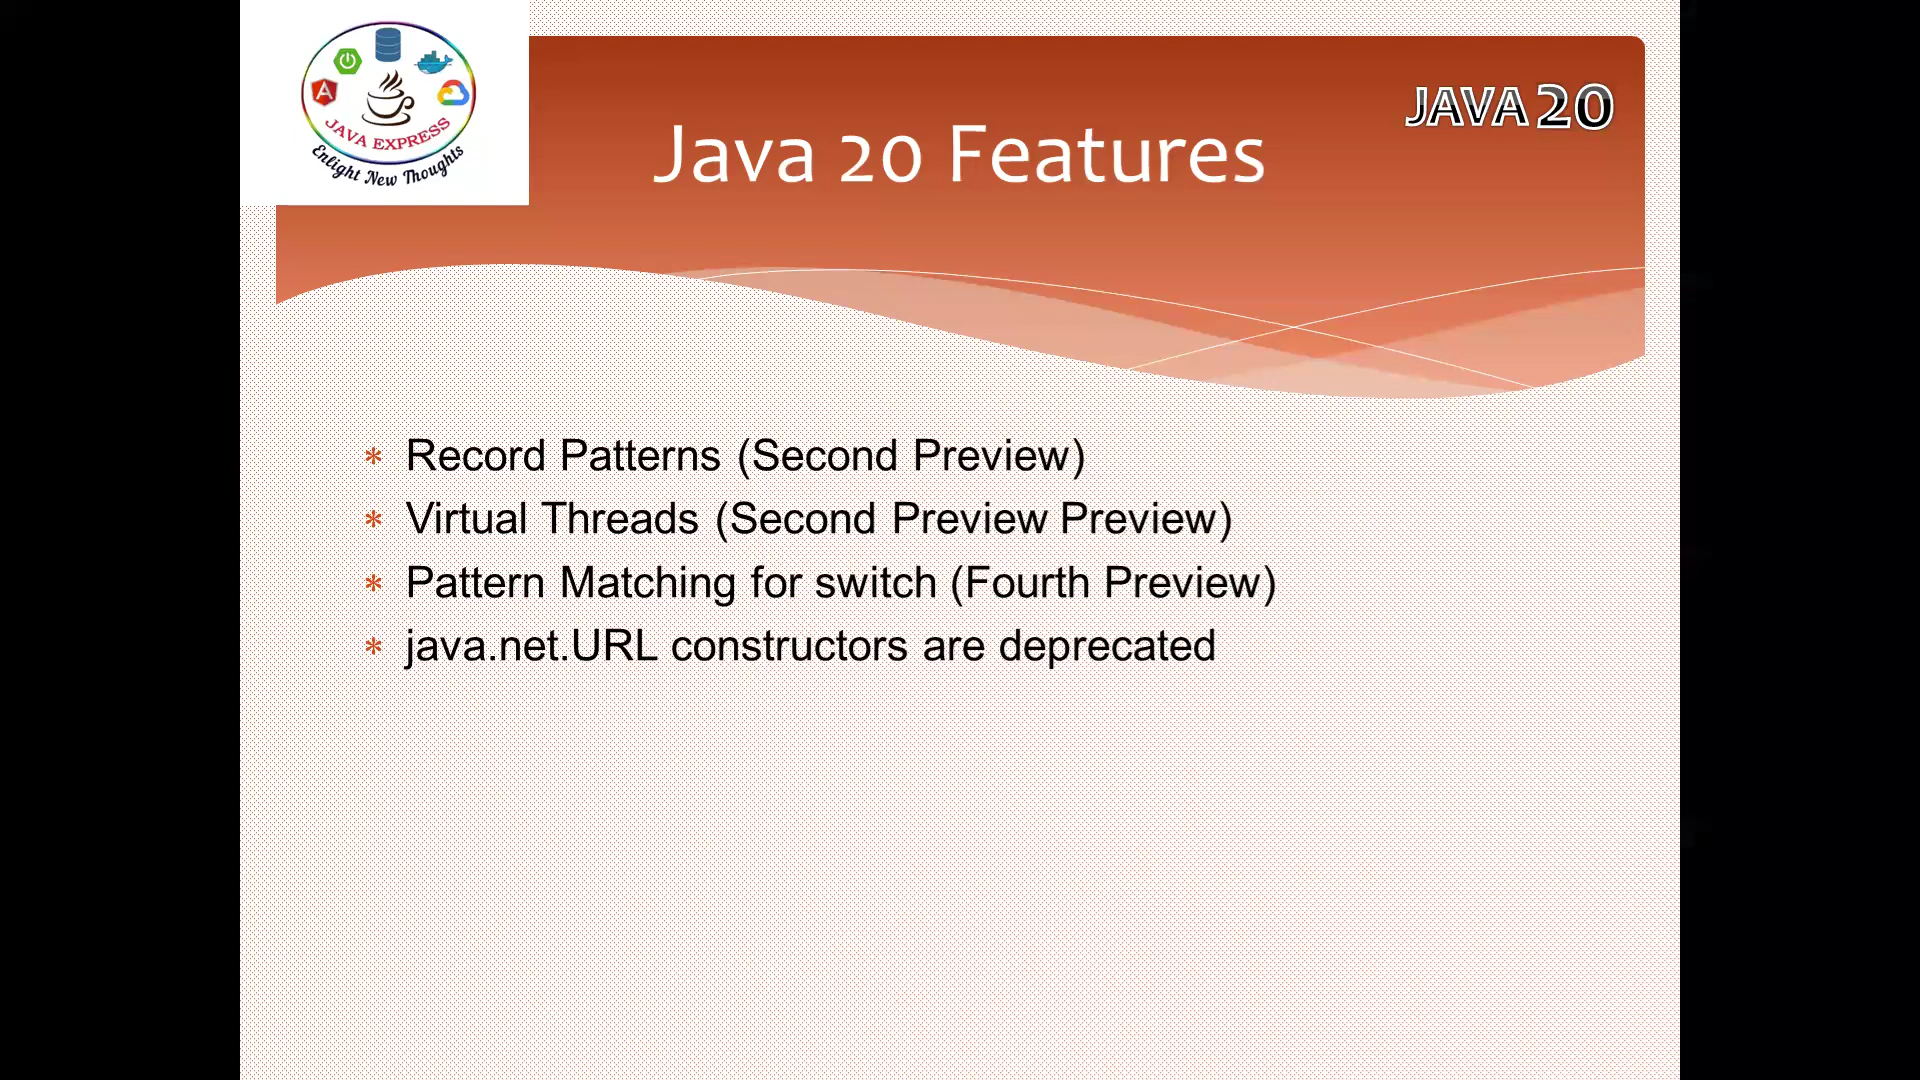 JAVA EXPRESS
Enlight New Thoughts
JAVA 20
Java 20 Features
Record Patterns (Second Preview)
Virtual Threads (Second Preview Preview)
Pattern Matching for switch (Fourth Preview)
java.net.URL constructors are deprecated